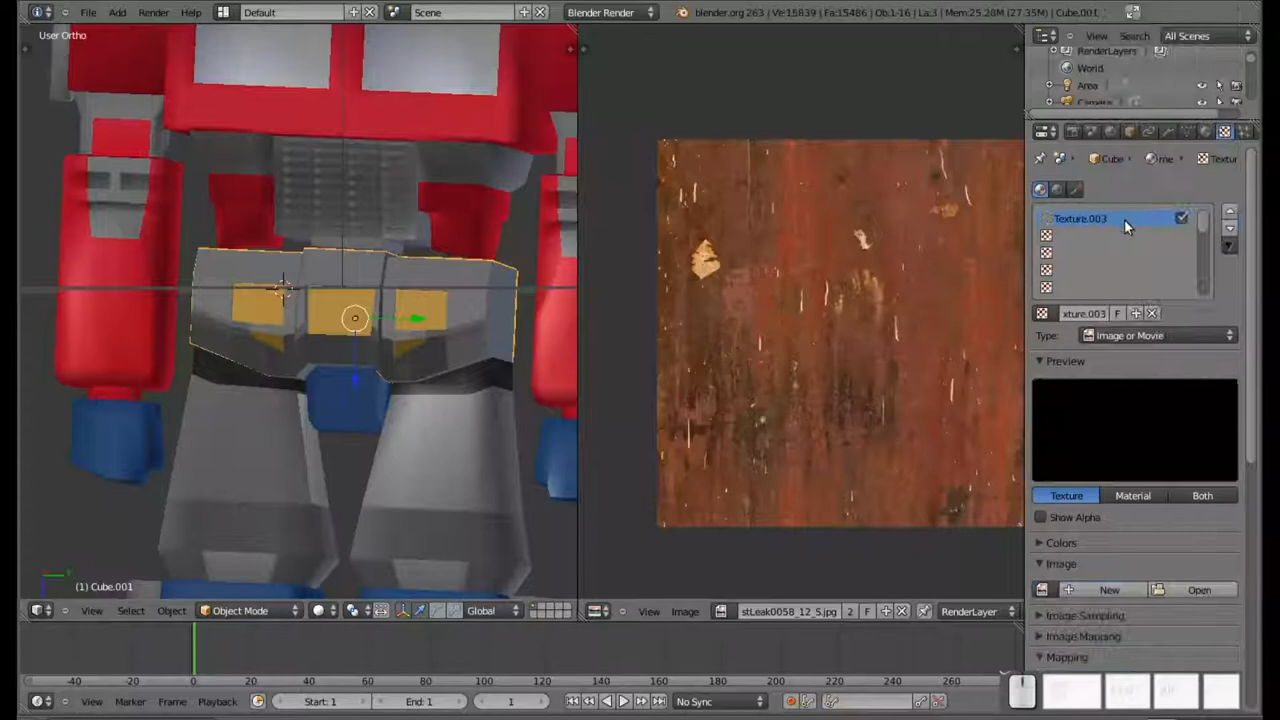 File Add Render Help Default Scene Blender Render blender.org 263 | Ve:15839 | Fa:15486 | Ob:1-16 | La:3 | Mem:25.28M (27.35M) | Cube.001
User Ortho
View Search All Scenes
RenderLayers
World
Area
Camera
Cube me Textur
Texture.003
xture.003 F
Type: Image or Movie
Preview
Texture Material Both
Show Alpha
Colors
Image
New Open
Image Sampling
Image Mapping
Mapping
(1) Cube.001
View Select Object Object Mode Global
View Image stLeak0058_12_S.jpg 2 F RenderLayer
-40 -20 0 20 40 60 80 100 120 140 160 180 200 220 240 260
View Marker Frame Playback Start: 1 End: 1 1 No Sync